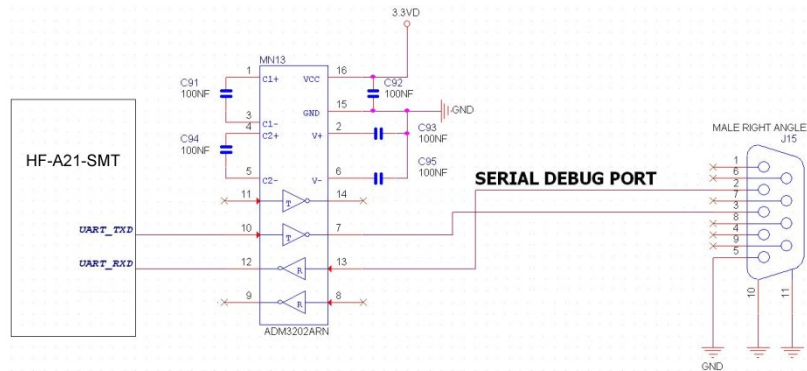 3.3VD
MN13
1 C1+ VCC 16
C91
100NF
C92
100NF
3 C1- GND 15 GND
4 C2+ V+ 2
C94
100NF
C93
100NF
5 C2- V- 6
C95
100NF
HF-A21-SMT
11 T 14
UART_TXD 10 T 7
UART_RXD 12 R 13
9 R 8
ADM3202ARN
SERIAL DEBUG PORT
MALE RIGHT ANGLE
J15
1
6
2
7
3
8
4
9
5
10
11
GND